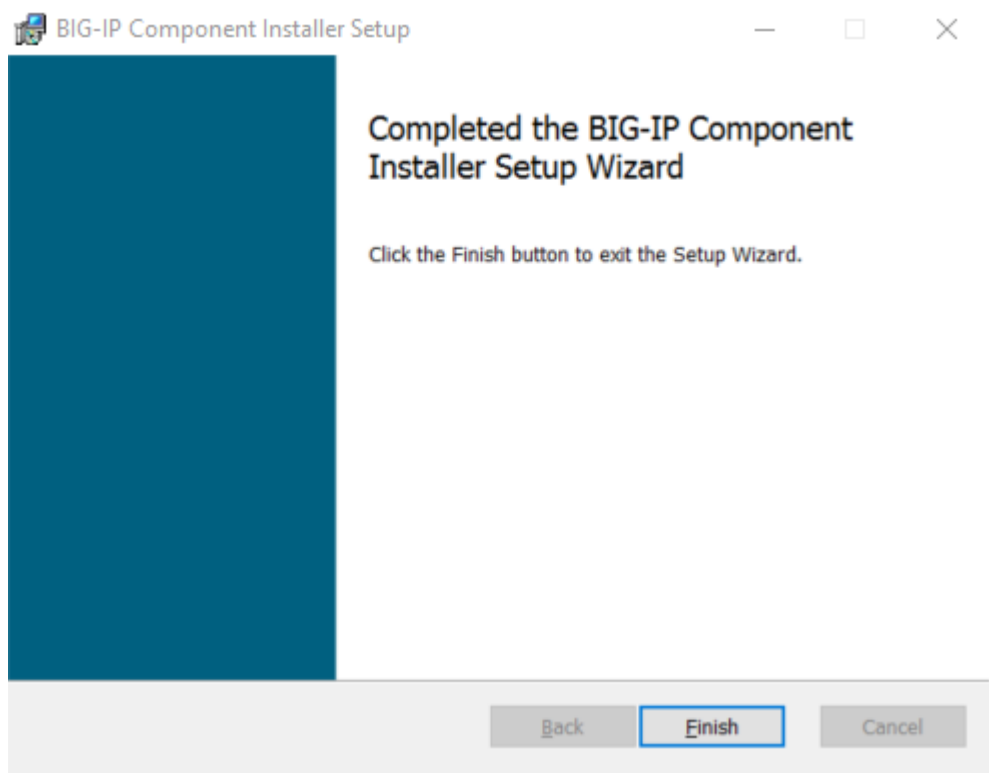 BIG-IP Component Installer Setup
Completed the BIG-IP Component
Installer Setup Wizard
Click the Finish button to exit the Setup Wizard.
Back
Finish
Cancel